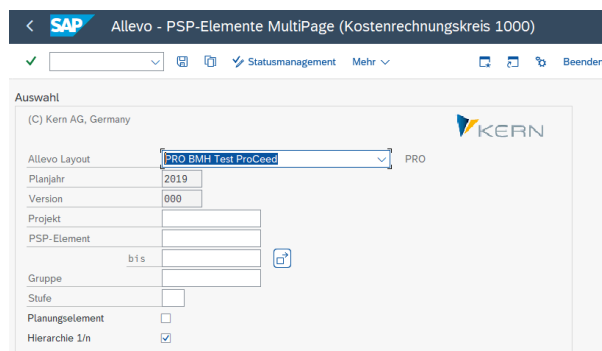 SAP Allevo - PSP-Elemente MultiPage (Kostenrechnungskreis 1000)
Statusmanagement Mehr Beenden
Auswahl
(C) Kern AG, Germany
KERN
Allevo Layout PRO BMH Test ProCeed PRO
Planjahr 2019
Version 000
Projekt
PSP-Element
bis
Gruppe
Stufe
Planungselement
Hierarchie 1/n